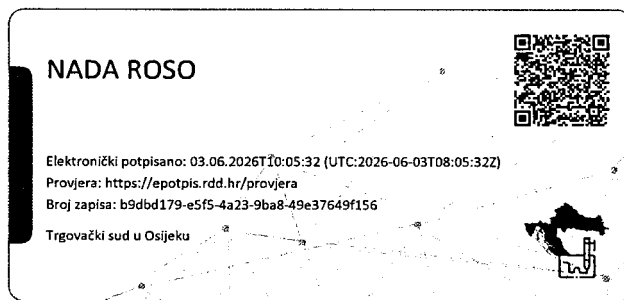 NADA ROSO
Elektronički potpisano: 03.06.2026T10:05:32 (UTC:2026-06-03T08:05:32Z)
Provjera: https://epotpis.rdd.hr/provjera
Broj zapisa: b9dbd179-e5f5-4a23-9ba8-49e37649f156
Trgovački sud u Osijeku